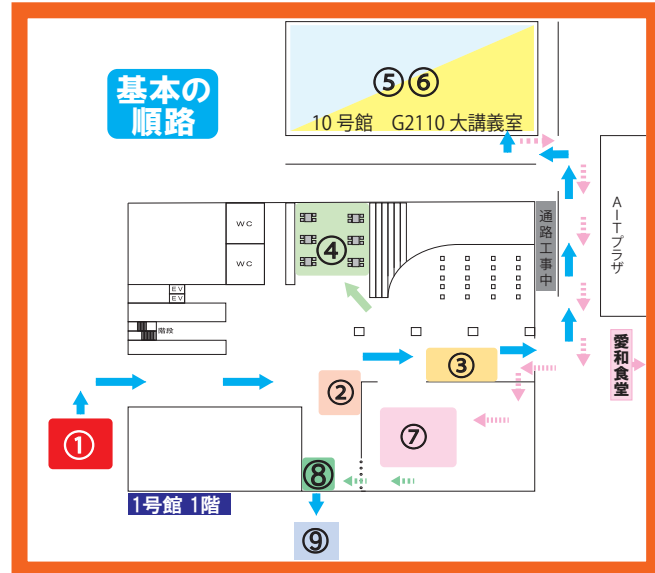 基本の
順路
⑤⑥
10号館 G2110 大講義室
AITプラザ
WC
WC
④
通路工事中
EV
EV
階段
愛和食堂
③
②
①
⑦
⑧
1号館 1階
⑨